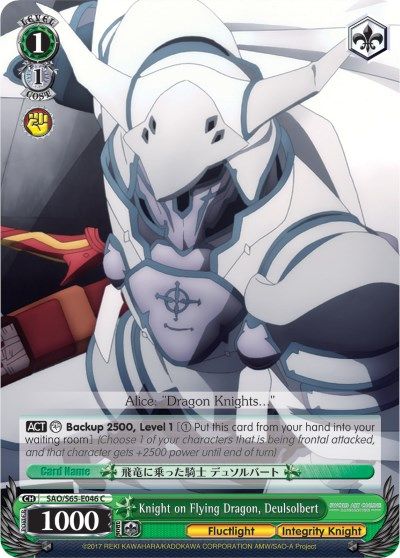 LEVEL
1
1
COST
Alice: "Dragon Knights..."
ACT Backup 2500, Level 1 [① Put this card from your hand into your
waiting room] (Choose 1 of your characters that is being frontal attacked,
and that character gets +2500 power until end of turn)
Card Name 飛竜に乗った騎士 デュソルバート
CH SAO/S65-E046 C
POWER 1000
Knight on Flying Dragon, Deulsolbert
Fluctlight
Integrity Knight
©2017 REKI KAWAHARA/KADOKAWA CORPORATION AMW/SAO-A Project